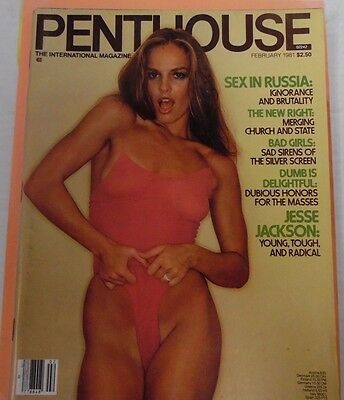 PENTHOUSE
THE INTERNATIONAL MAGAZINE
FEBRUARY 1981 $2.50
SEX IN RUSSIA:
IGNORANCE
AND BRUTALITY
THE NEW RIGHT:
MERGING
CHURCH AND STATE
BAD GIRLS:
SAD SIRENS OF
THE SILVER SCREEN
DUMB IS
DELIGHTFUL:
DUBIOUS HONORS
FOR THE MASSES
JESSE
JACKSON:
YOUNG, TOUGH,
AND RADICAL